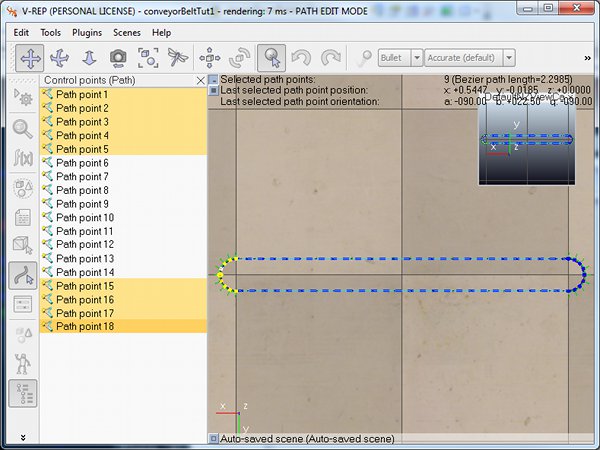 V-REP (PERSONAL LICENSE) - conveyorBeltTut1 - rendering: 7 ms - PATH EDIT MODE
Edit Tools Plugins Scenes Help
Bullet Accurate (default) »
Control points (Path)
Path point 1
Path point 2
Path point 3
Path point 4
Path point 5
Path point 6
Path point 7
Path point 8
Path point 9
Path point 10
Path point 11
Path point 12
Path point 13
Path point 14
Path point 15
Path point 16
Path point 17
Path point 18
f(x)
Selected path points: 9 (Bezier path length=2.2985)
Last selected path point position: x: +0.5447 y: -0.0185 z: +0.0000
Last selected path point orientation: a: -090.00 b: +022.50 g: -090.00
y
x z
x z
y
Auto-saved scene (Auto-saved scene)
»